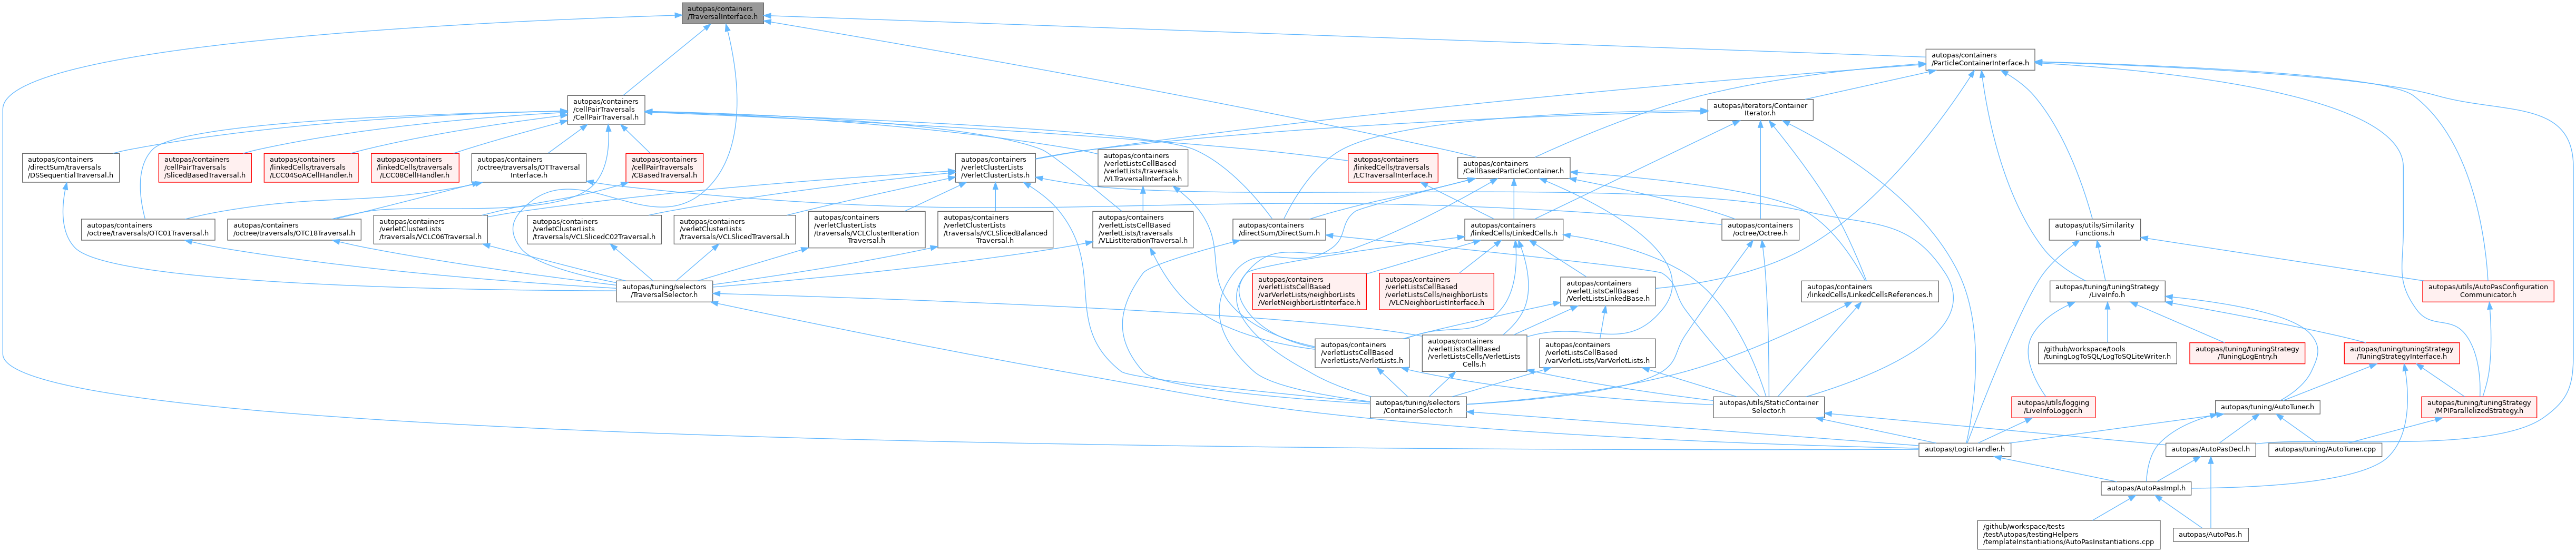 autopas/containers
/TraversalInterface.h
autopas/containers
/ParticleContainerInterface.h
autopas/containers
/cellPairTraversals
/CellPairTraversal.h
autopas/iterators/Container
Iterator.h
autopas/containers
/directSum/traversals
/DSSequentialTraversal.h
autopas/containers
/cellPairTraversals
/SlicedBasedTraversal.h
autopas/containers
/linkedCells/traversals
/LCC04SoACellHandler.h
autopas/containers
/linkedCells/traversals
/LCC08CellHandler.h
autopas/containers
/octree/traversals/OTTraversal
Interface.h
autopas/containers
/cellPairTraversals
/CBasedTraversal.h
autopas/containers
/verletClusterLists
/VerletClusterLists.h
autopas/containers
/verletListsCellBased
/verletLists/traversals
/VLTraversalInterface.h
autopas/containers
/linkedCells/traversals
/LCTraversalInterface.h
autopas/containers
/CellBasedParticleContainer.h
autopas/containers
/octree/traversals/OTC01Traversal.h
autopas/containers
/octree/traversals/OTC18Traversal.h
autopas/containers
/verletClusterLists
/traversals/VCLC06Traversal.h
autopas/containers
/verletClusterLists
/traversals/VCLSlicedC02Traversal.h
autopas/containers
/verletClusterLists
/traversals/VCLSlicedTraversal.h
autopas/containers
/verletClusterLists
/traversals/VCLClusterIteration
Traversal.h
autopas/containers
/verletClusterLists
/traversals/VCLSlicedBalanced
Traversal.h
autopas/containers
/verletListsCellBased
/verletLists/traversals
/VLListIterationTraversal.h
autopas/containers
/directSum/DirectSum.h
autopas/containers
/linkedCells/LinkedCells.h
autopas/containers
/octree/Octree.h
autopas/utils/Similarity
Functions.h
autopas/tuning/selectors
/TraversalSelector.h
autopas/containers
/verletListsCellBased
/varVerletLists/neighborLists
/VerletNeighborListInterface.h
autopas/containers
/verletListsCellBased
/verletListsCells/neighborLists
/VLCNeighborListInterface.h
autopas/containers
/verletListsCellBased
/VerletListsLinkedBase.h
autopas/containers
/linkedCells/LinkedCellsReferences.h
autopas/tuning/tuningStrategy
/LiveInfo.h
autopas/utils/AutoPasConfiguration
Communicator.h
autopas/containers
/verletListsCellBased
/verletLists/VerletLists.h
autopas/containers
/verletListsCellBased
/verletListsCells/VerletLists
Cells.h
autopas/containers
/verletListsCellBased
/varVerletLists/VarVerletLists.h
/github/workspace/tools
/tuningLogToSQL/LogToSQLiteWriter.h
autopas/tuning/tuningStrategy
/TuningLogEntry.h
autopas/tuning/tuningStrategy
/TuningStrategyInterface.h
autopas/tuning/selectors
/ContainerSelector.h
autopas/utils/StaticContainer
Selector.h
autopas/utils/logging
/LiveInfoLogger.h
autopas/tuning/AutoTuner.h
autopas/tuning/tuningStrategy
/MPIParallelizedStrategy.h
autopas/LogicHandler.h
autopas/AutoPasDecl.h
autopas/tuning/AutoTuner.cpp
autopas/AutoPasImpl.h
/github/workspace/tests
/testAutopas/testingHelpers
/templateInstantiations/AutoPasInstantiations.cpp
autopas/AutoPas.h